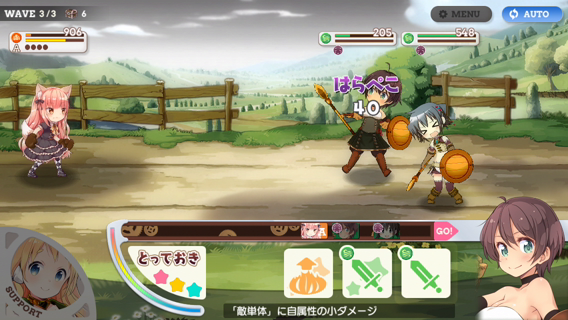 WAVE 3/3 6
MENU
AUTO
906
A
205
548
はらぺこ
40
A
GO!
とっておき
SUPPORT
「敵単体」に自属性の小ダメージ